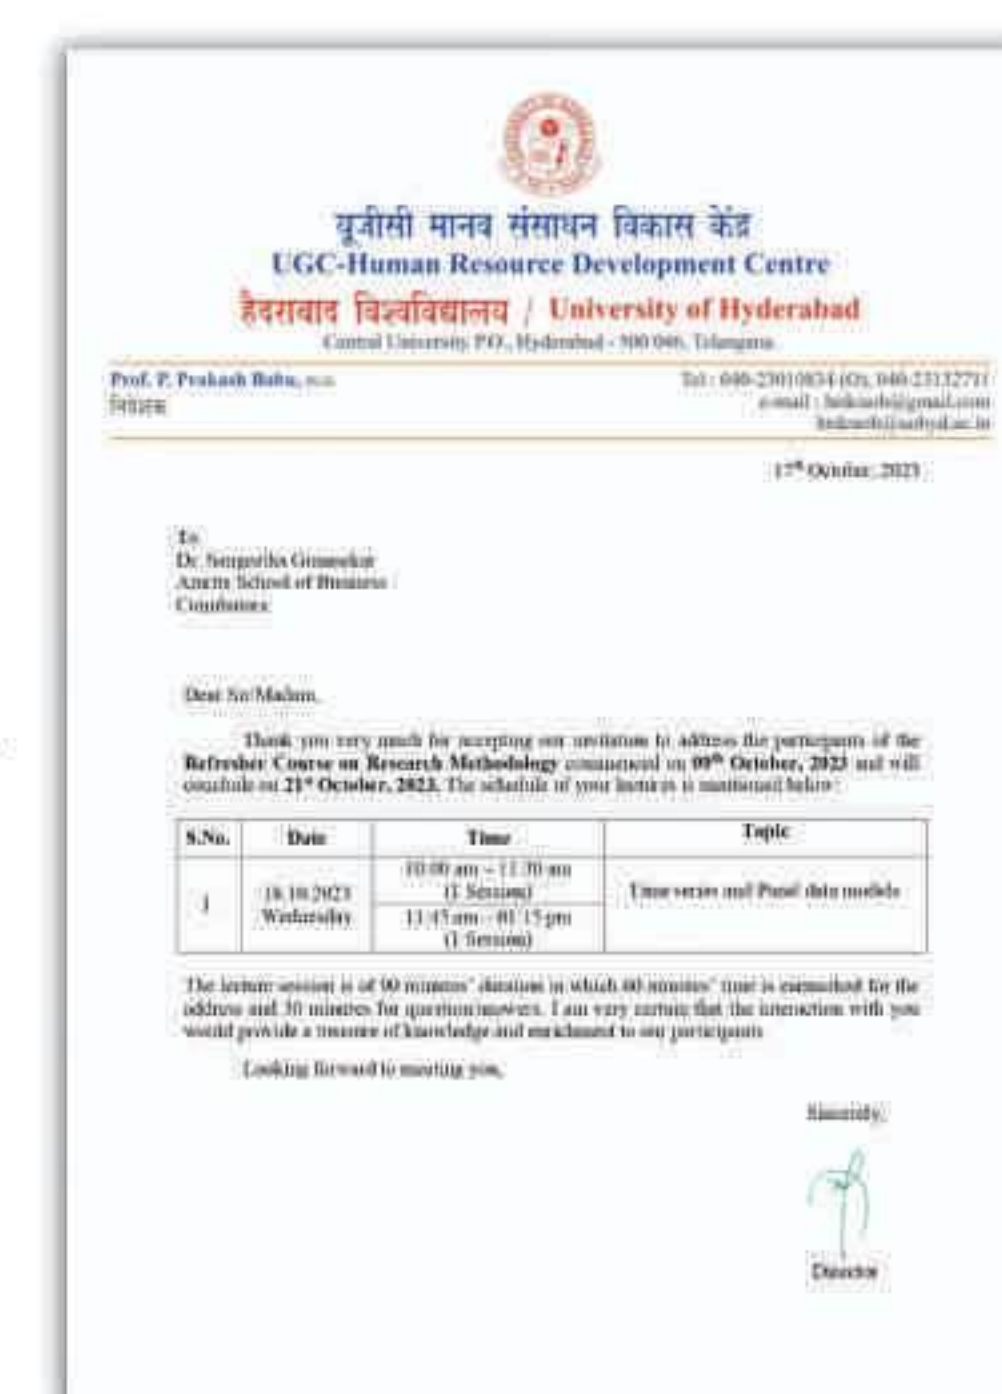 यूजीसी मानव संसाधन विकास केंद्र
UGC-Human Resource Development Centre
हैदराबाद विश्वविद्यालय / University of Hyderabad
Central University P.O., Hyderabad - 500 046, Telangana
Prof. P. Prakash Babu,
Tel : 040-23010834 (O),
निदेशक
e-mail :
17th October, 2023
To
Dr.
School of Business
Coimbatore
Dear Sir/Madam,
Thank you very much for accepting our invitation to address the participants of the
Refresher Course on Research Methodology commenced on 09th October, 2023 and will
conclude on 21st October, 2023. The schedule of your lectures is mentioned below :
S.No. Date Time Topic
1 18.10.2023 Wednesday 10:00 am – 11:30 am (1 Session) Time series and Panel data models
11:45 am - 01:15 pm (1 Session)
The lecture session is of 90 minutes' duration in which 60 minutes' time is earmarked for the
address and 30 minutes for question/answers. I am very certain that the interaction with you
would provide a treasure of knowledge and enrichment to our participants
Looking forward to meeting you,
Sincerely,
Director